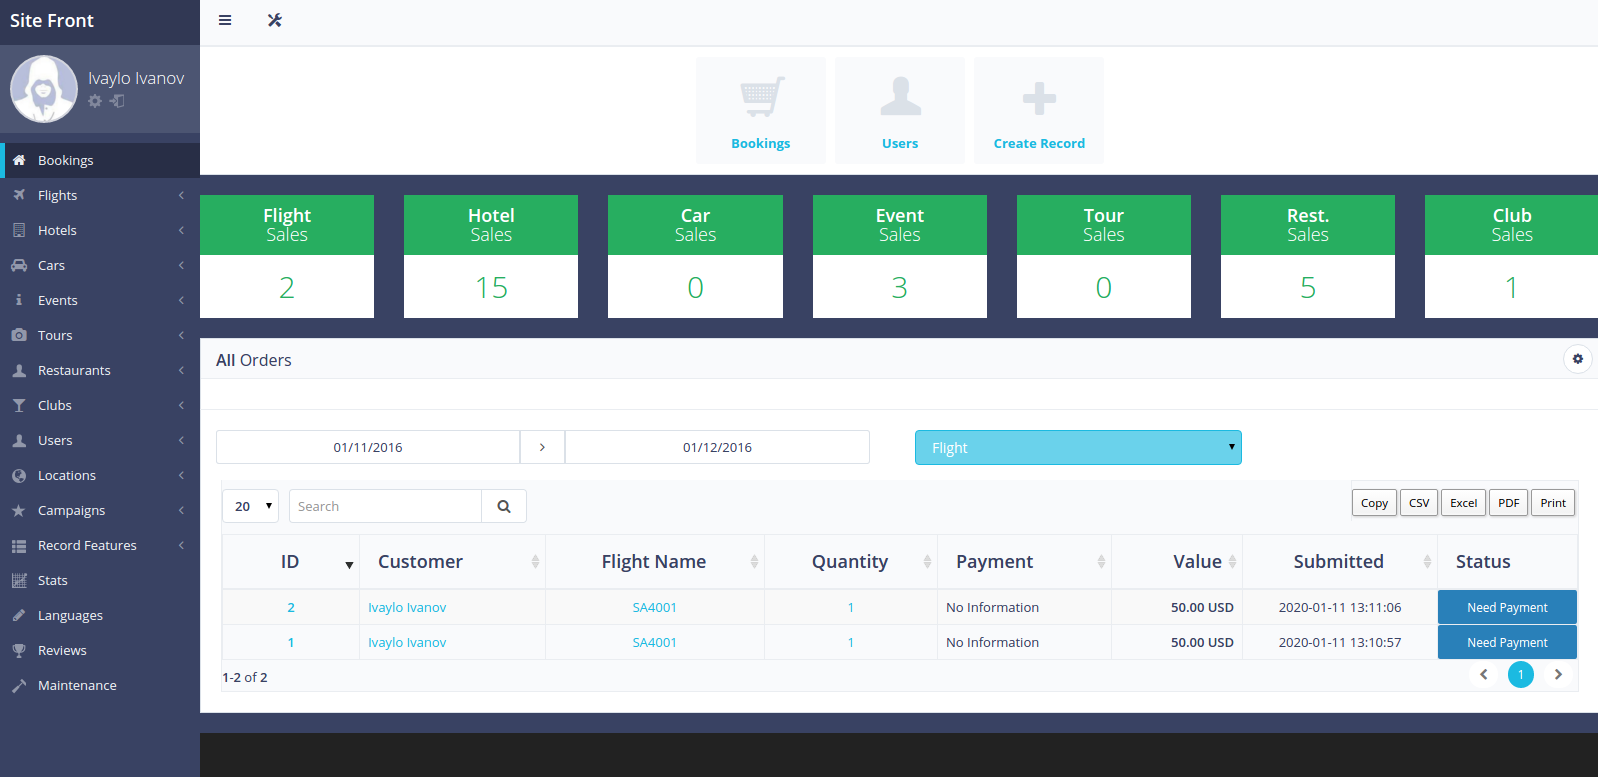 Site Front
Ivaylo Ivanov
Bookings
Flights
Hotels
Cars
Events
Tours
Restaurants
Clubs
Users
Locations
Campaigns
Record Features
Stats
Languages
Reviews
Maintenance
Bookings
Users
Create Record
Flight
Sales
2
Hotel
Sales
15
Car
Sales
0
Event
Sales
3
Tour
Sales
0
Rest.
Sales
5
Club
Sales
1
All Orders
01/11/2016 01/12/2016 Flight
20 Search Copy CSV Excel PDF Print
ID Customer Flight Name Quantity Payment Value Submitted Status
2 Ivaylo Ivanov SA4001 1 No Information 50.00 USD 2020-01-11 13:11:06 Need Payment
1 Ivaylo Ivanov SA4001 1 No Information 50.00 USD 2020-01-11 13:10:57 Need Payment
1-2 of 2 1